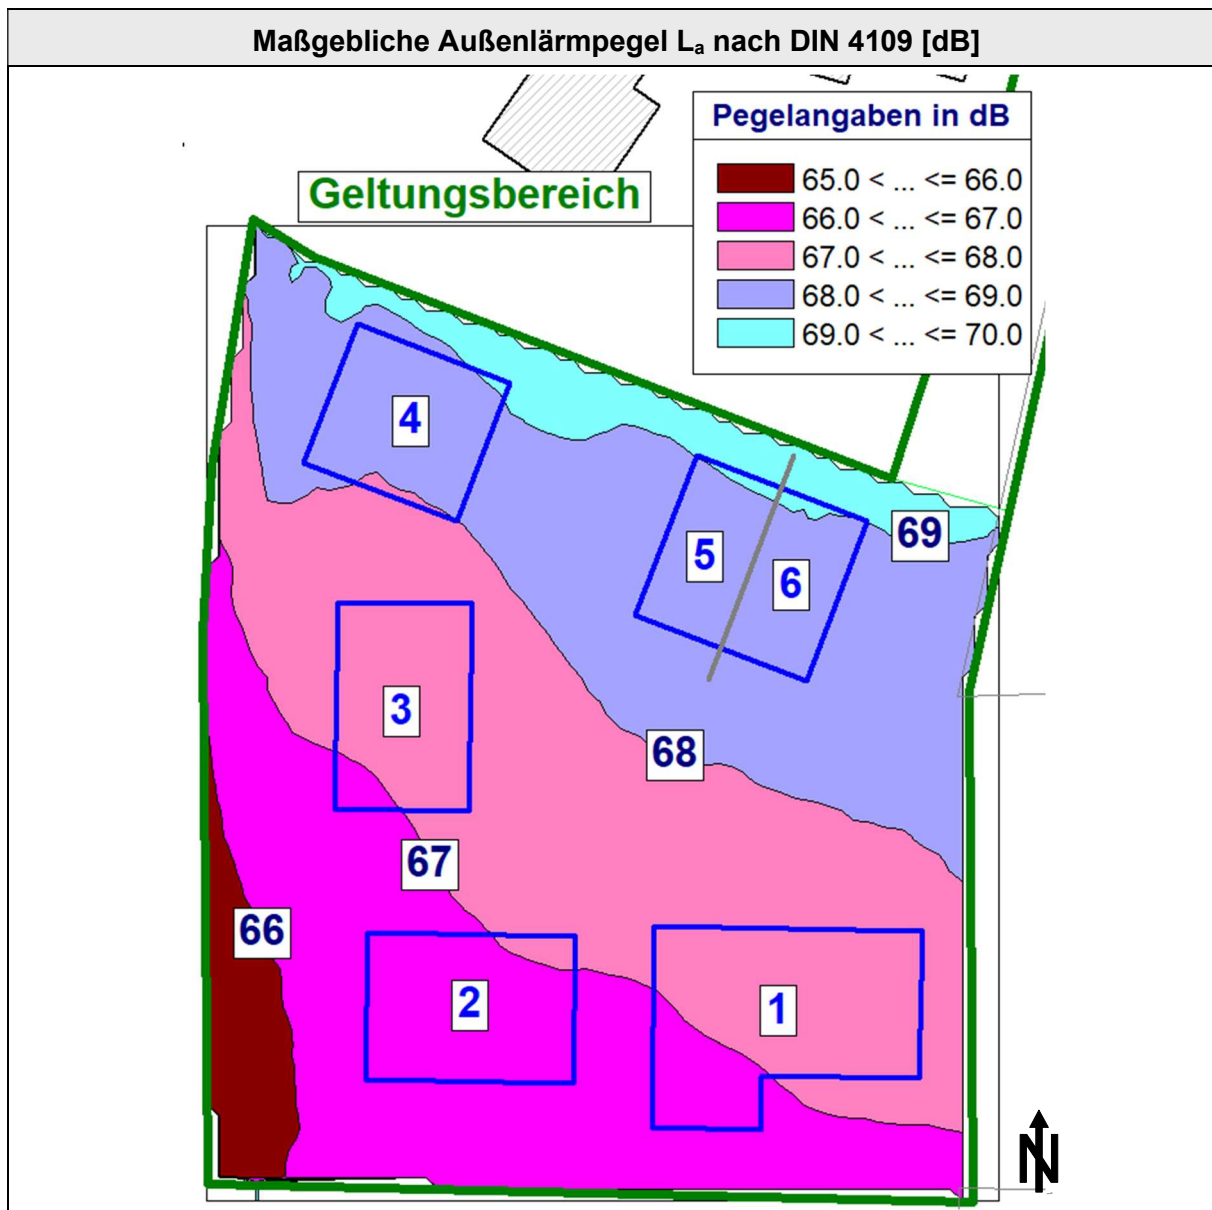 Maßgebliche Außenlärmpegel La nach DIN 4109 [dB]
Pegelangaben in dB
65.0 < ... <= 66.0
66.0 < ... <= 67.0
67.0 < ... <= 68.0
68.0 < ... <= 69.0
69.0 < ... <= 70.0
Geltungsbereich
4
5
6
69
3
68
67
66
2
1
N